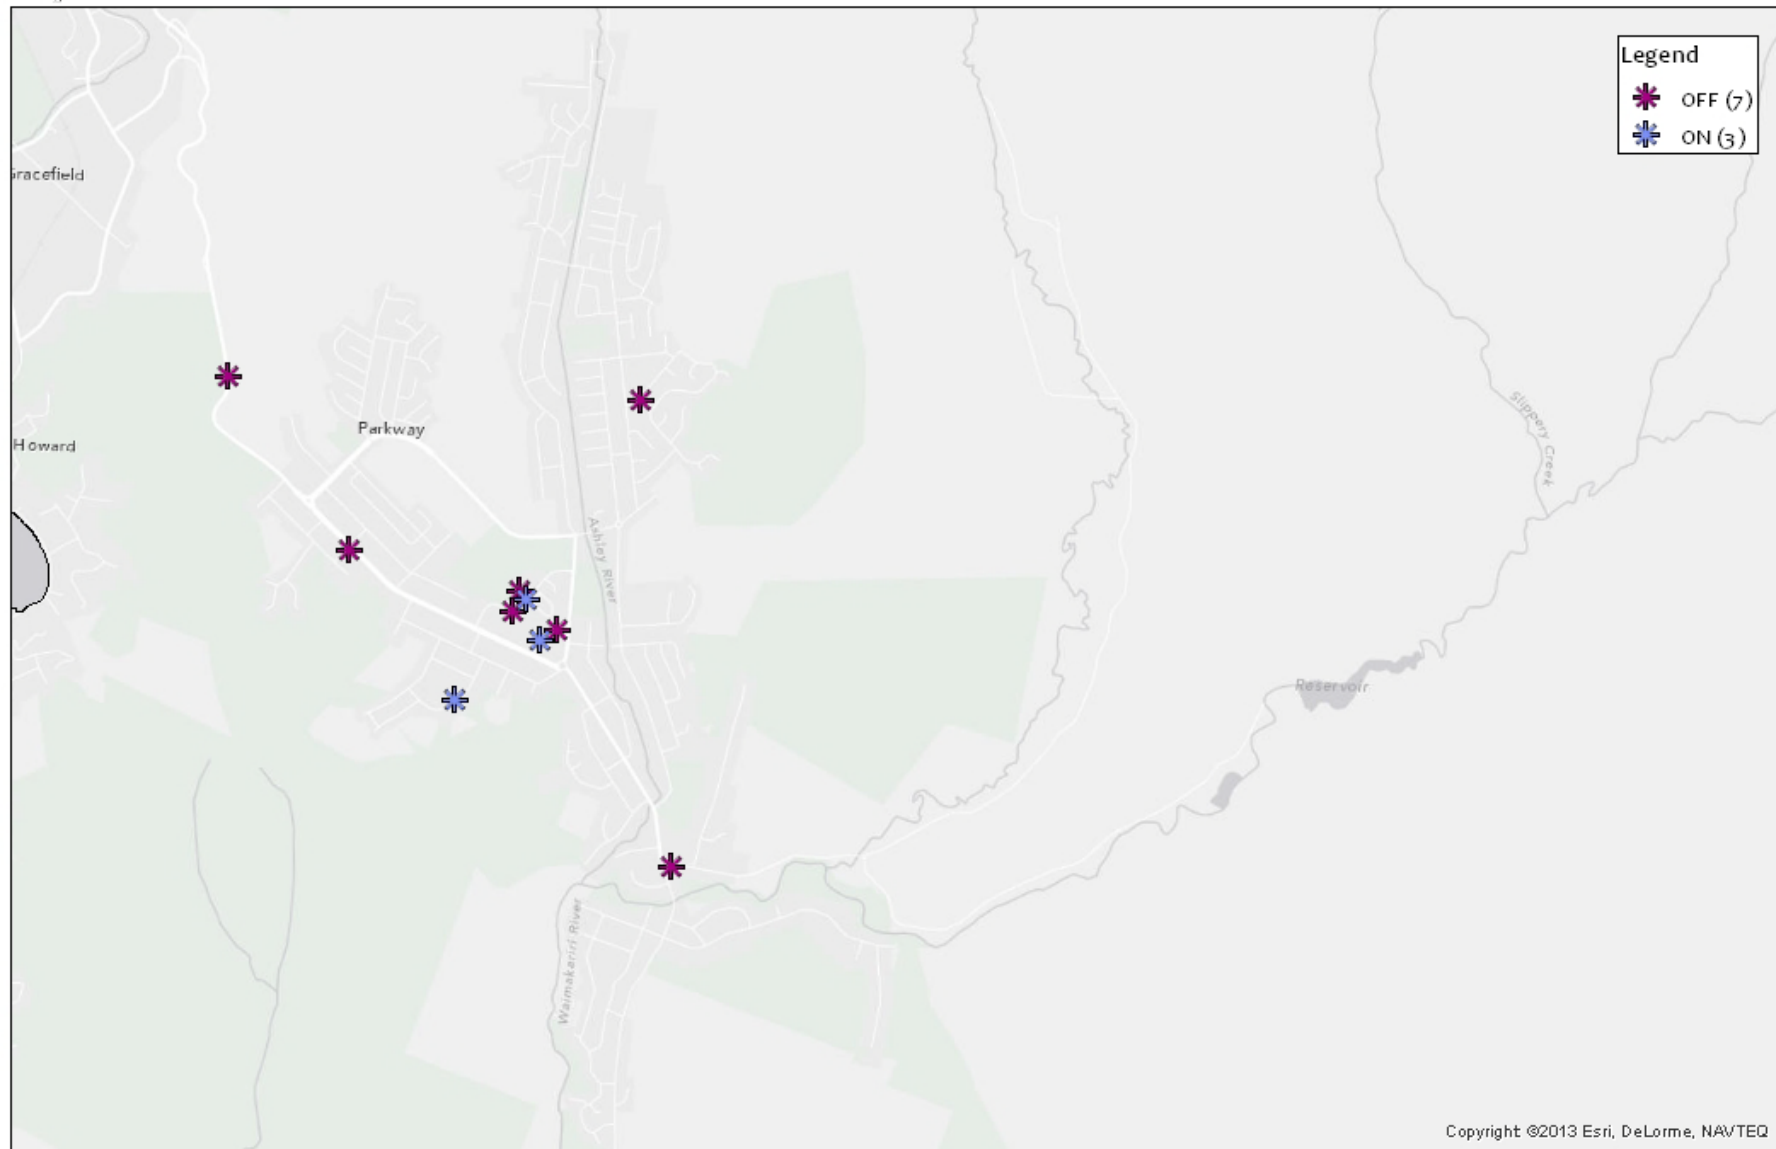 Legend
OFF (7)
ON (3)
Gracefield
Parkway
Howard
Slippery Creek
Ashley River
Reservoir
Waimakariri River
Copyright ©2013 Esri, DeLorme, NAVTEQ